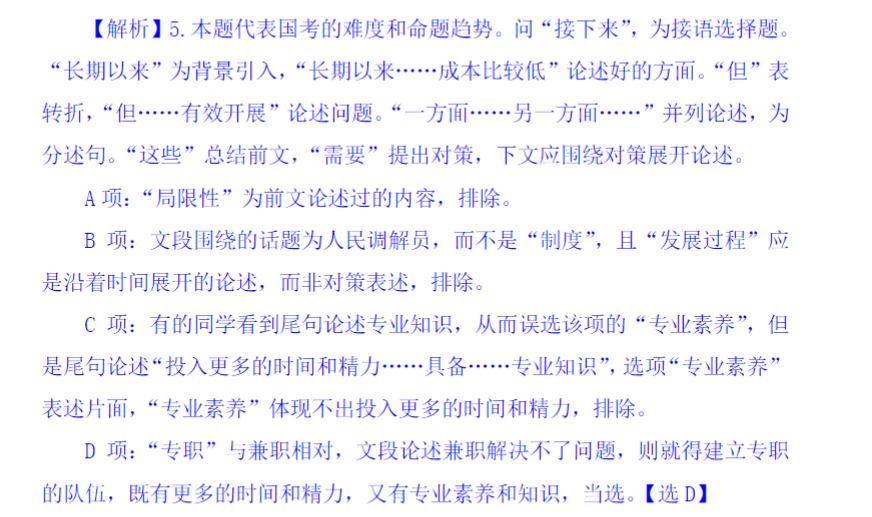 【解析】5.本题代表国考的难度和命题趋势。问“接下来”，为接语选择题。
“长期以来”为背景引入，“长期以来……成本比较低”论述好的方面。“但”表
转折，“但……有效开展”论述问题。“一方面……另一方面……”并列论述，为
分述句。“这些”总结前文，“需要”提出对策，下文应围绕对策展开论述。
A 项：“局限性”为前文论述过的内容，排除。
B 项：文段围绕的话题为人民调解员，而不是“制度”，且“发展过程”应
是沿着时间展开的论述，而非对策表述，排除。
C 项：有的同学看到尾句论述专业知识，从而误选该项的“专业素养”，但
是尾句论述“投入更多的时间和精力……具备……专业知识”，选项“专业素养”
表述片面，“专业素养”体现不出投入更多的时间和精力，排除。
D 项：“专职”与兼职相对，文段论述兼职解决不了问题，则就得建立专职
的队伍，既有更多的时间和精力，又有专业素养和知识，当选。【选 D】